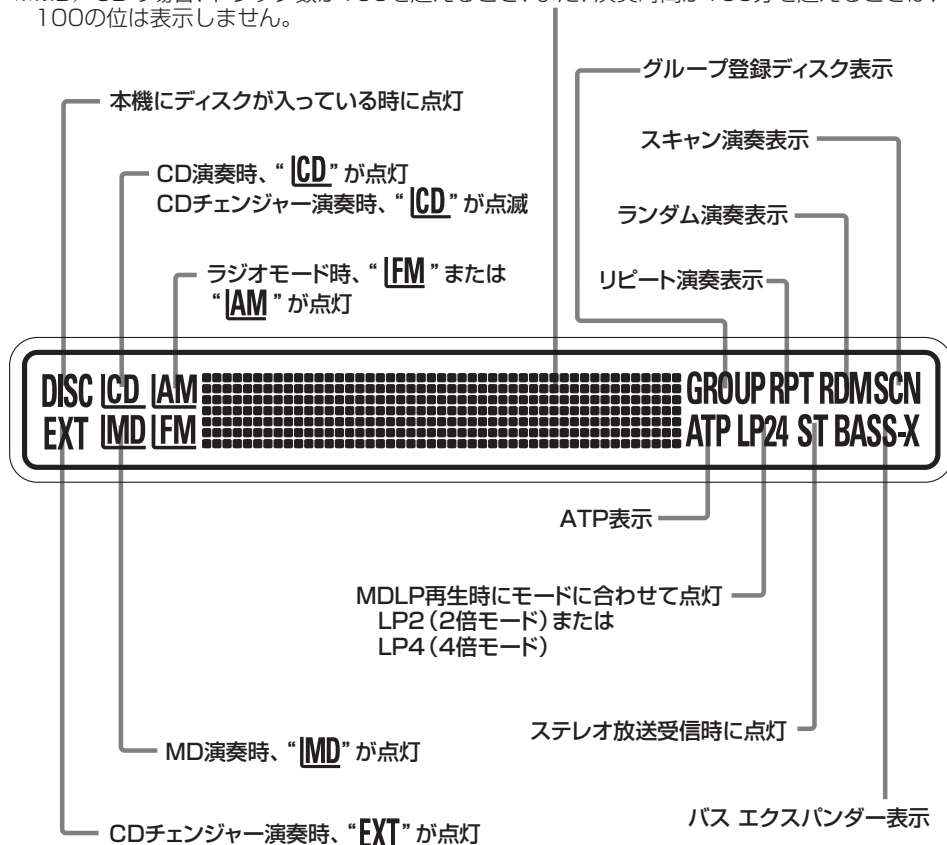 100の位は表示しません。
グループ登録ディスク表示
本機にディスクが入っている時に点灯
スキャン演奏表示
CD演奏時、“CD”が点灯
CDチェンジャー演奏時、“CD”が点滅
ランダム演奏表示
ラジオモード時、“FM”または
“AM”が点灯
リピート演奏表示
DISC CD AM GROUP RPT RDM SCN
EXT MD FM ATP LP24 ST BASS-X
ATP表示
MDLP再生時にモードに合わせて点灯
LP2（2倍モード）または
LP4（4倍モード）
ステレオ放送受信時に点灯
MD演奏時、“MD”が点灯
バス エクスパンダー表示
CDチェンジャー演奏時、“EXT”が点灯